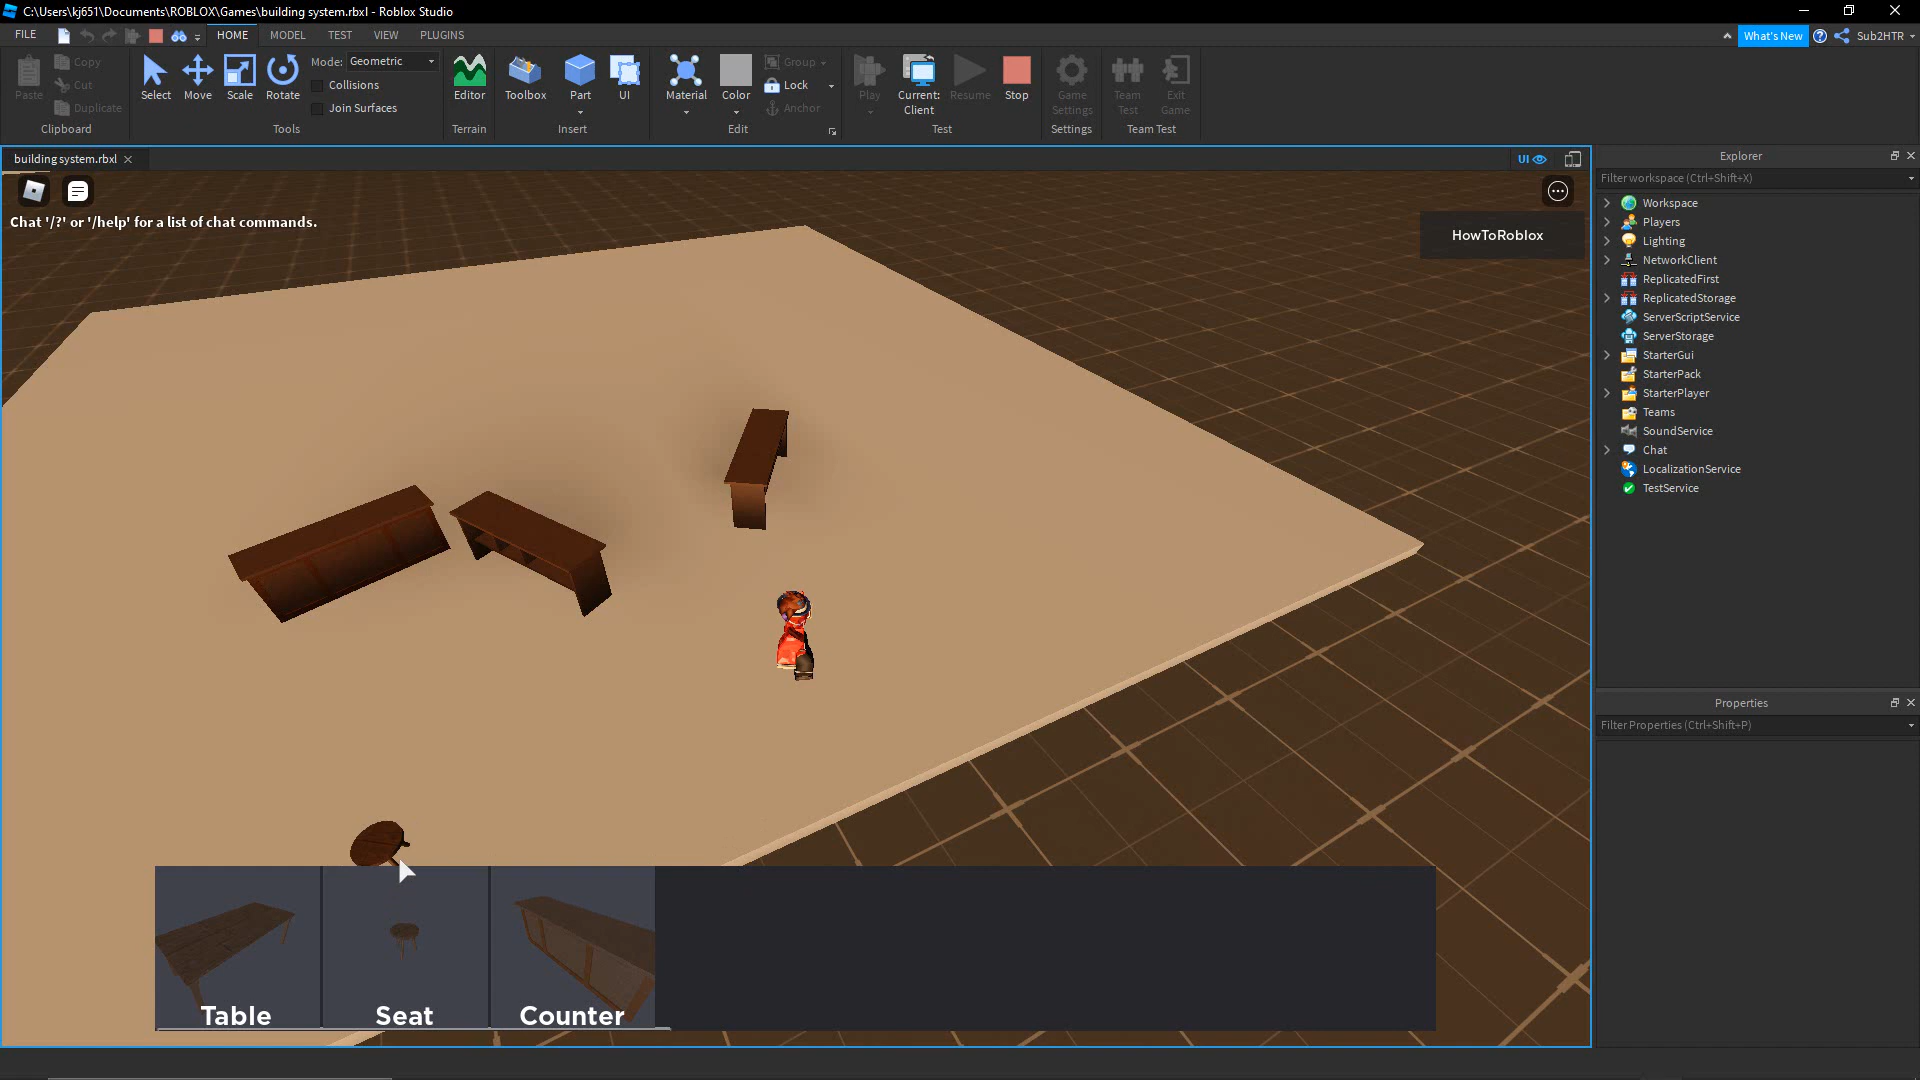 C:\Users\kj651\Documents\ROBLOX\Games\building system.rbxl - Roblox Studio
FILE HOME MODEL TEST VIEW PLUGINS What's New Sub2HTR
Paste Copy Cut Duplicate
Clipboard
Select Move Scale Rotate
Mode: Geometric
Collisions
Join Surfaces
Tools
Editor
Terrain
Toolbox Part UI
Insert
Material Color
Group
Lock
Anchor
Edit
Play Current: Client Resume Stop
Test
Game Settings
Settings
Team Test Exit Game
Team Test
building system.rbxl UI
Chat '/?' or '/help' for a list of chat commands.
HowToRoblox
Table Seat Counter
Explorer
Filter workspace (Ctrl+Shift+X)
Workspace
Players
Lighting
NetworkClient
ReplicatedFirst
ReplicatedStorage
ServerScriptService
ServerStorage
StarterGui
StarterPack
StarterPlayer
Teams
SoundService
Chat
LocalizationService
TestService
Properties
Filter Properties (Ctrl+Shift+P)